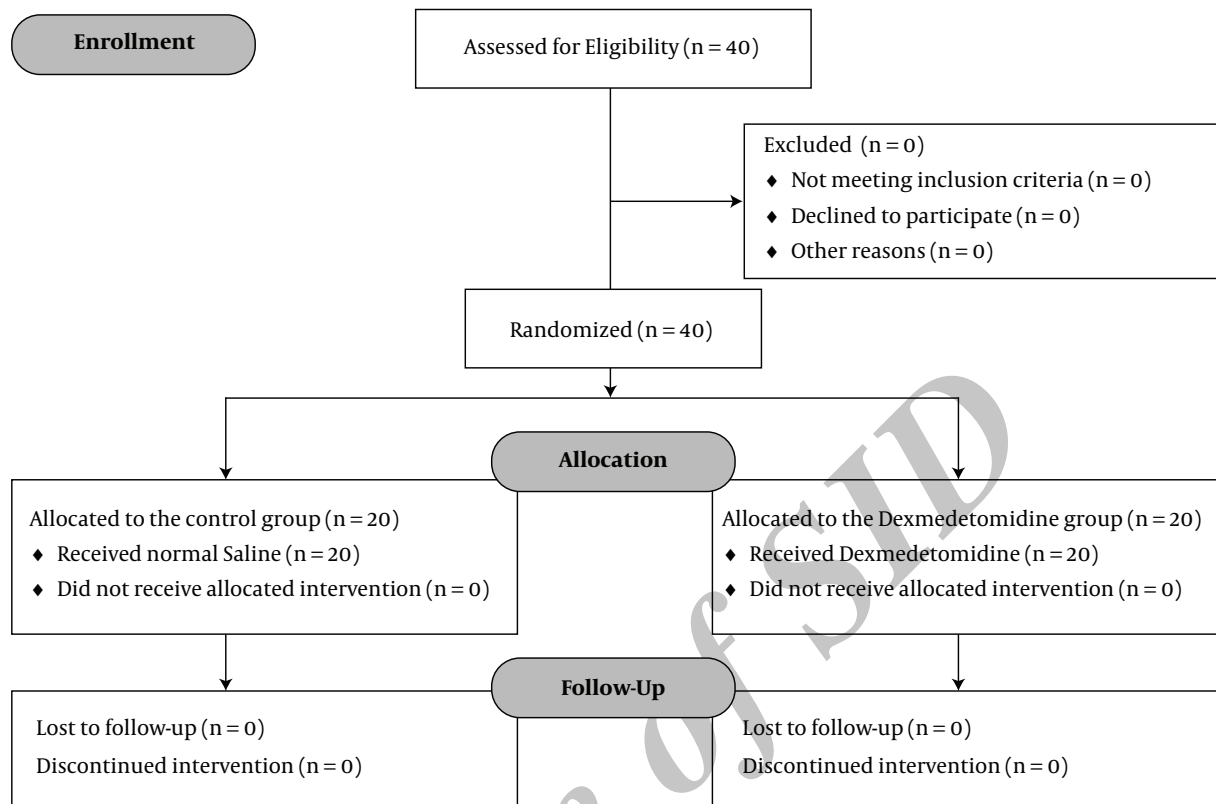 Enrollment
Assessed for Eligibility (n = 40)
Excluded (n = 0)
♦ Not meeting inclusion criteria (n = 0)
♦ Declined to participate (n = 0)
♦ Other reasons (n = 0)
Randomized (n = 40)
Allocation
Allocated to the control group (n = 20)
♦ Received normal Saline (n = 20)
♦ Did not receive allocated intervention (n = 0)
Allocated to the Dexmedetomidine group (n = 20)
♦ Received Dexmedetomidine (n = 20)
♦ Did not receive allocated intervention (n = 0)
Follow-Up
Lost to follow-up (n = 0)
Discontinued intervention (n = 0)
Lost to follow-up (n = 0)
Discontinued intervention (n = 0)
of SID